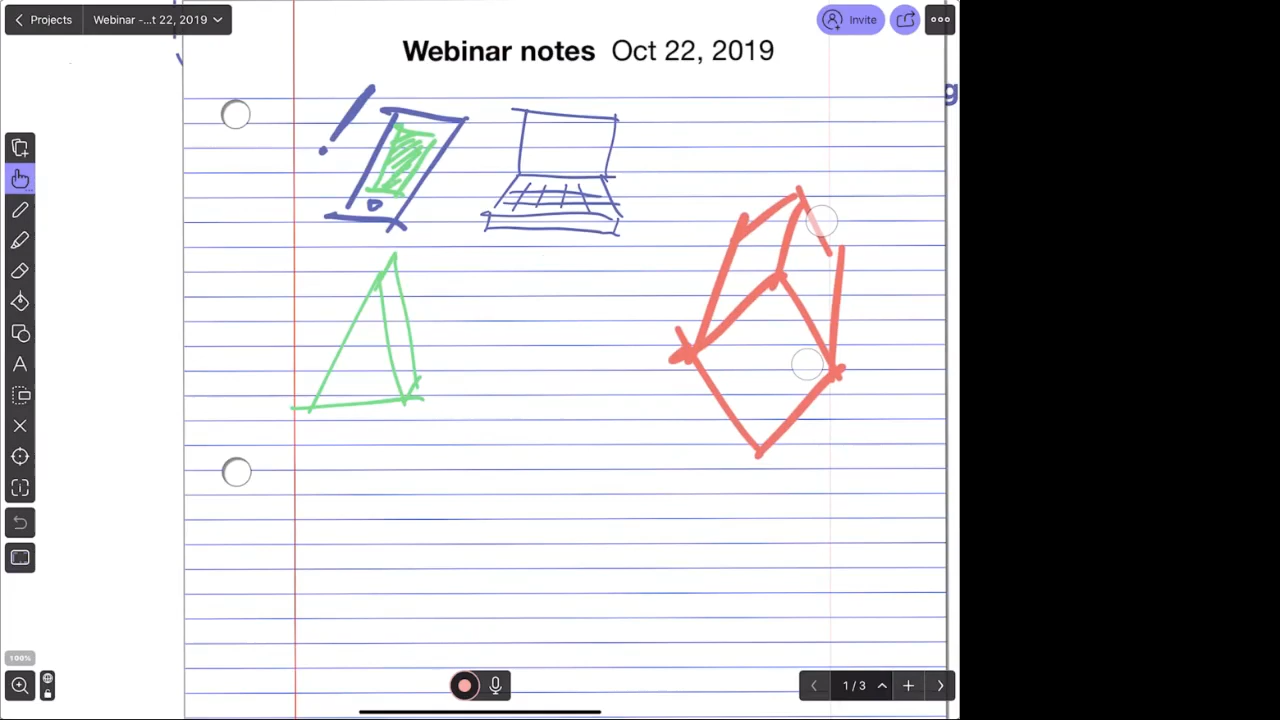 Projects
Webinar -...t 22, 2019
Invite
Webinar notes Oct 22, 2019
g
A
100%
1 / 3